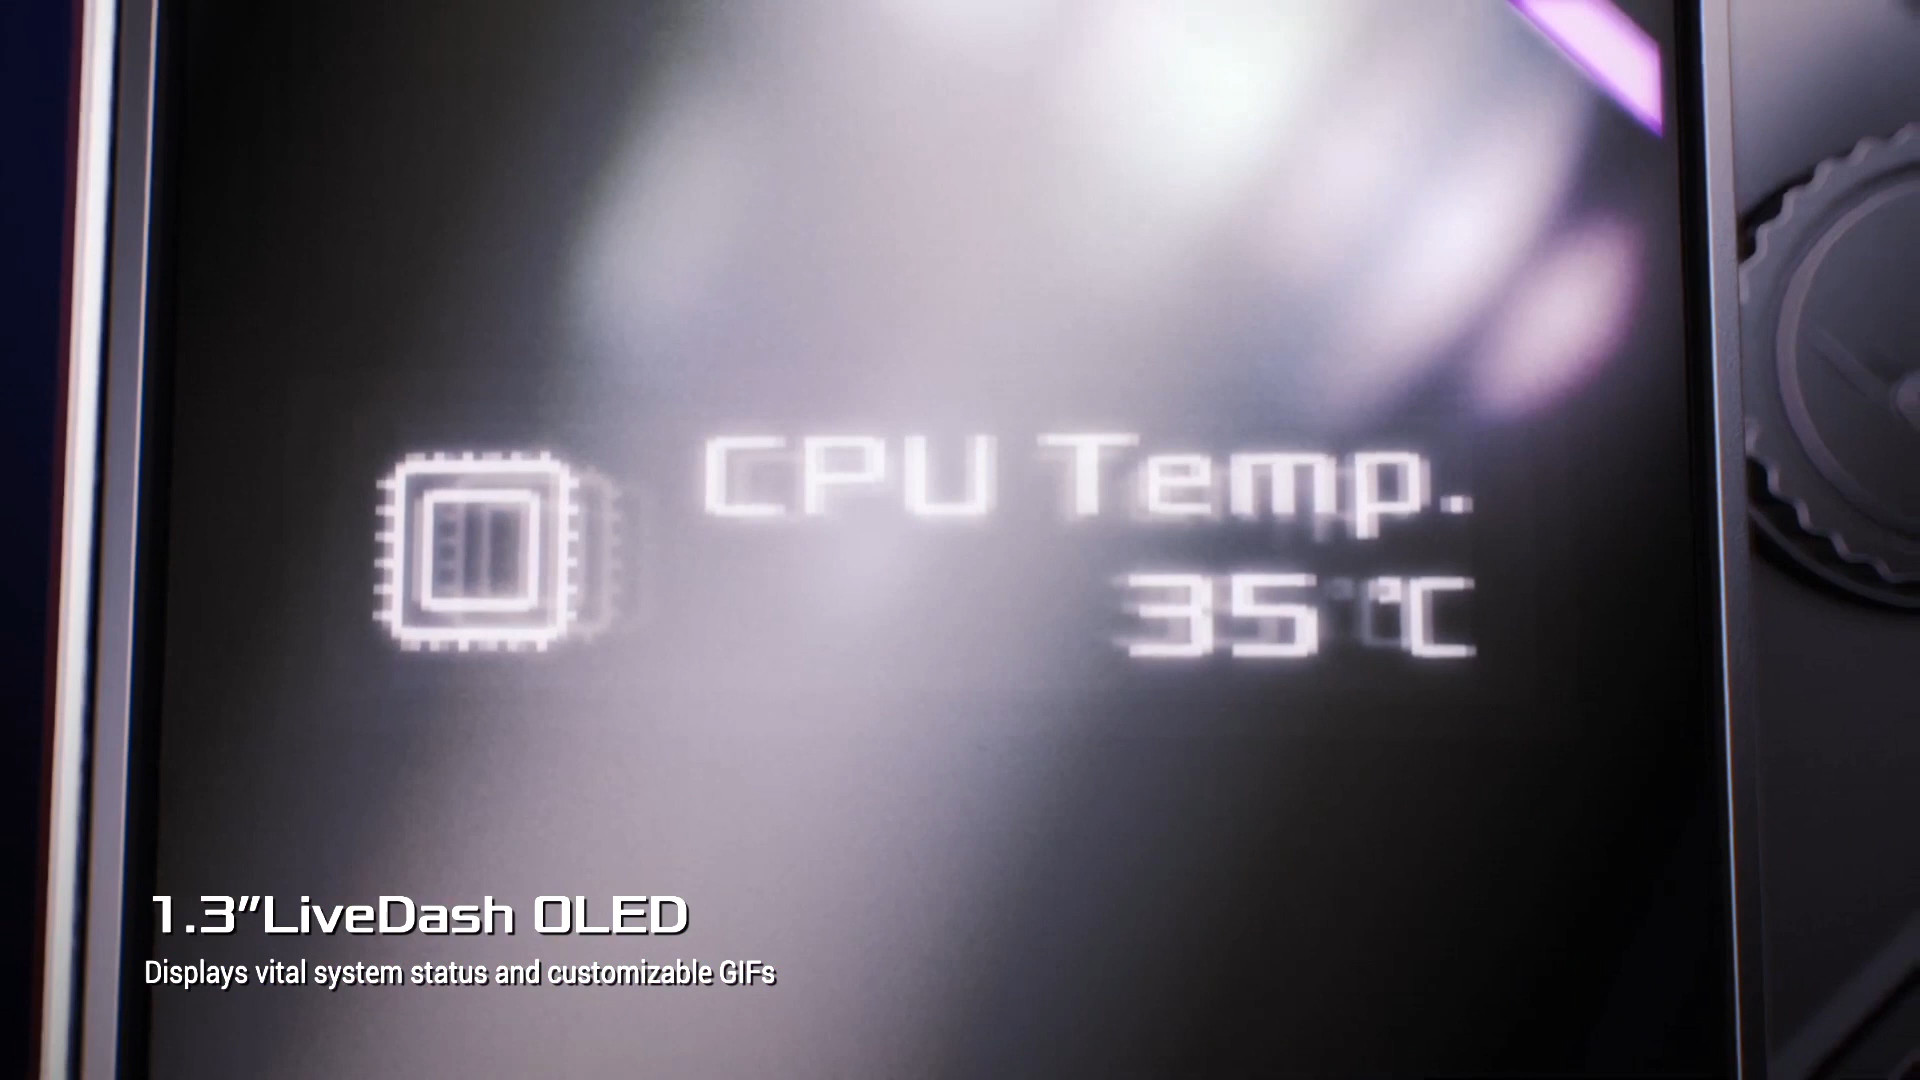 CPU Temp.
35°C
1.3"LiveDash OLED
Displays vital system status and customizable GIFs